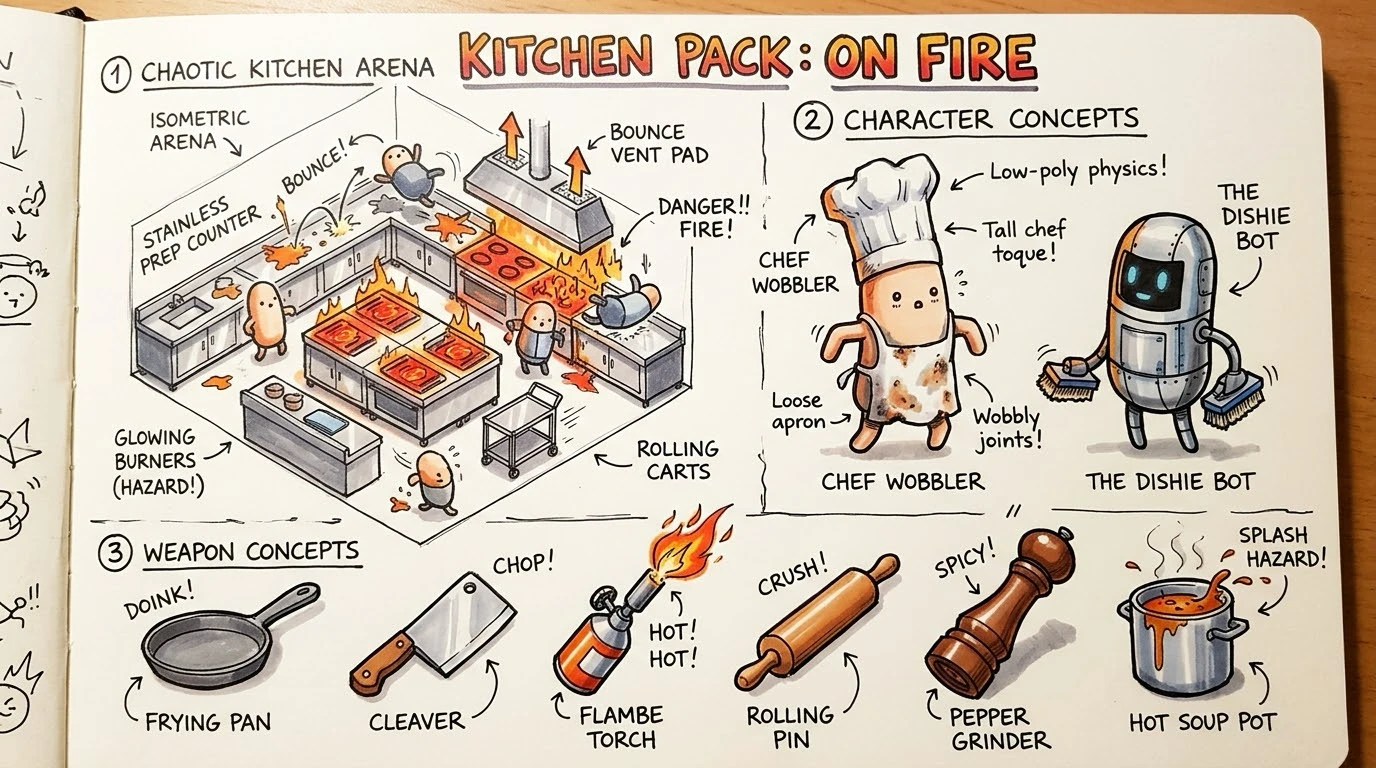 KITCHEN PACK: ON FIRE
1 CHAOTIC KITCHEN ARENA
ISOMETRIC
ARENA
BOUNCE!
BOUNCE
VENT PAD
STAINLESS
PREP COUNTER
DANGER!!
FIRE!
GLOWING
BURNERS
(HAZARD!)
ROLLING
CARTS
2 CHARACTER CONCEPTS
Low-poly physics!
Tall chef
toque!
CHEF
WOBBLER
Loose
apron
Wobbly
joints!
CHEF WOBBLER
THE
DISHIE
BOT
THE DISHIE BOT
3 WEAPON CONCEPTS
DOINK!
FRYING PAN
CHOP!
CLEAVER
HOT!
HOT!
FLAMBE
TORCH
CRUSH!
ROLLING
PIN
SPICY!
PEPPER
GRINDER
SPLASH
HAZARD!
HOT SOUP POT
!!